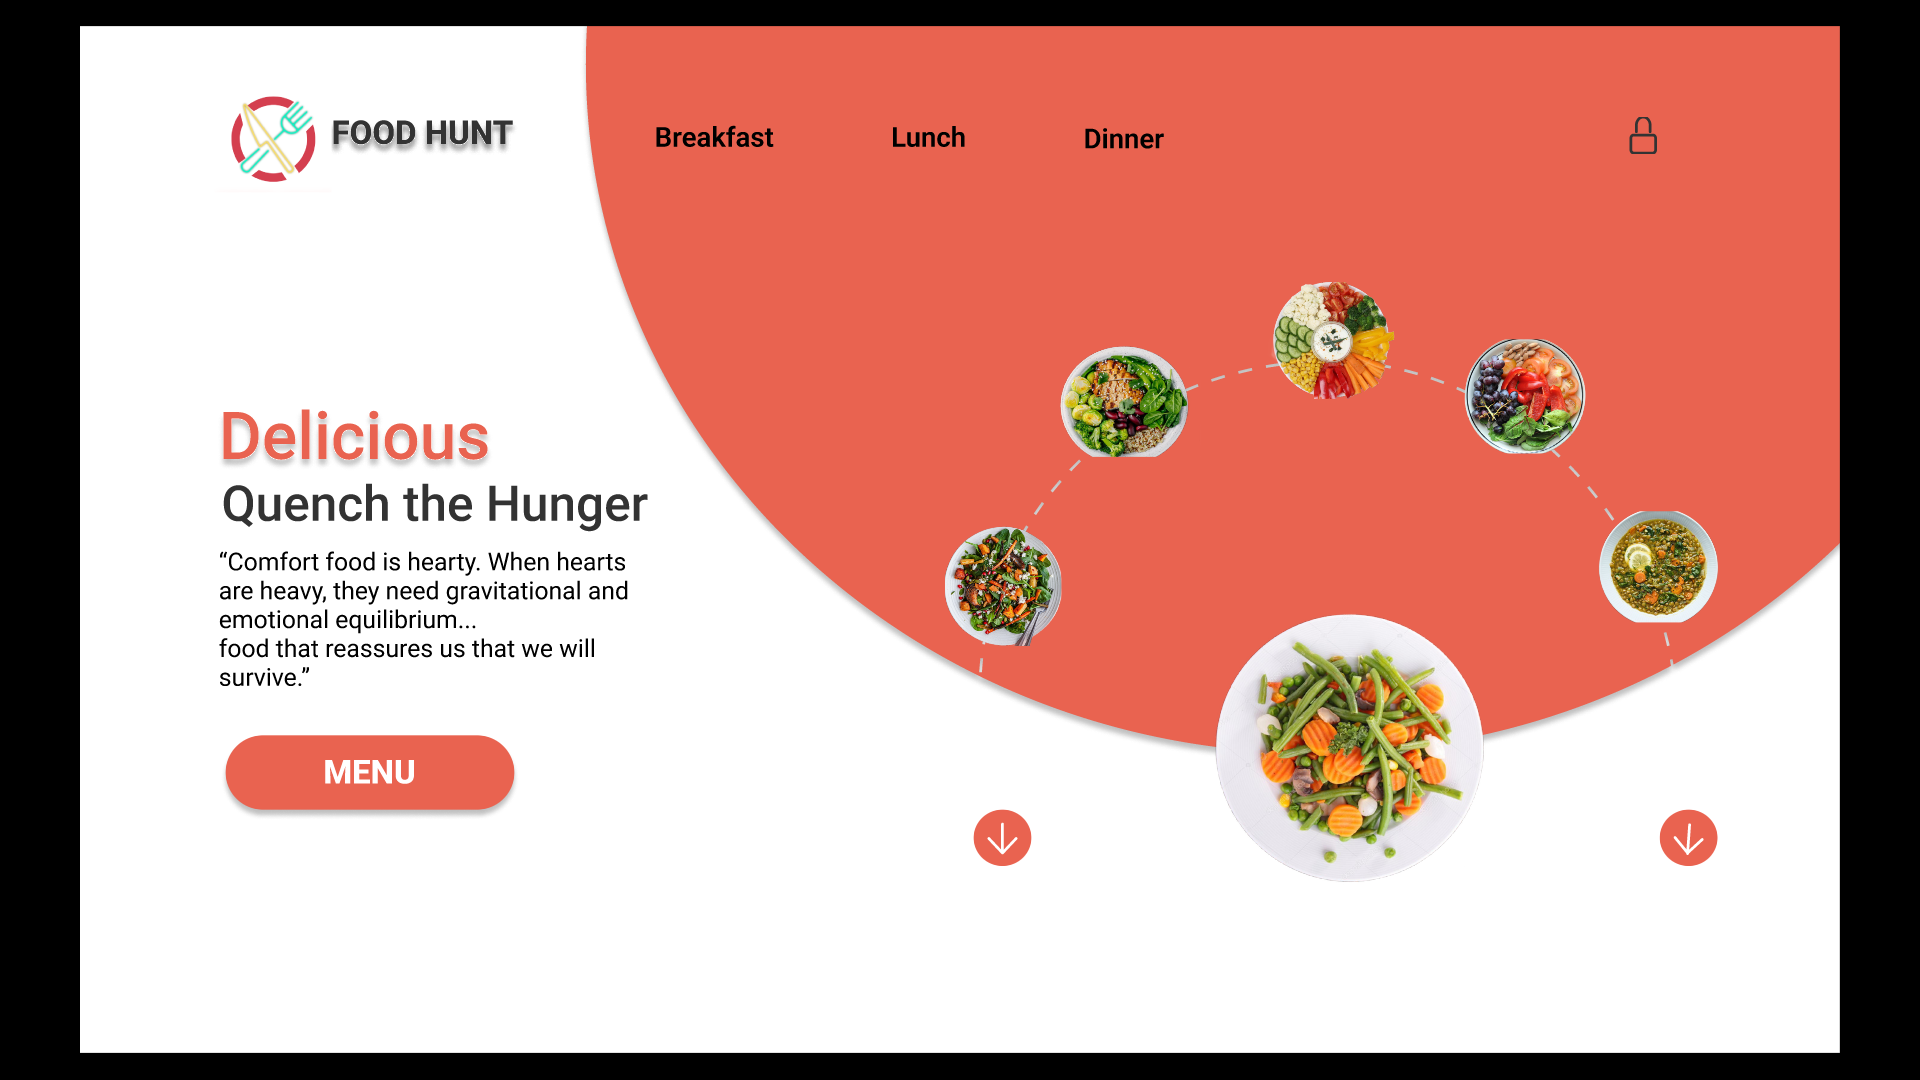 FOOD HUNT
Breakfast
Lunch
Dinner
Delicious
Quench the Hunger
“Comfort food is hearty. When hearts
are heavy, they need gravitational and
emotional equilibrium...
food that reassures us that we will
survive.”
MENU